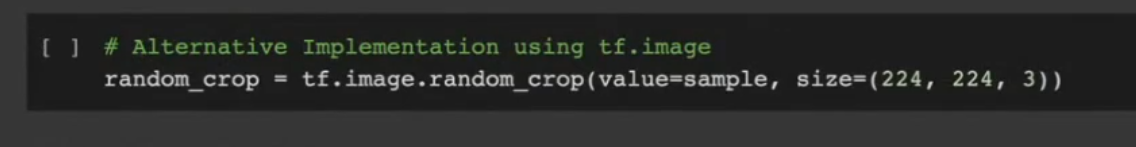 [ ] # Alternative Implementation using tf.image
random_crop = tf.image.random_crop(value=sample, size=(224, 224, 3))